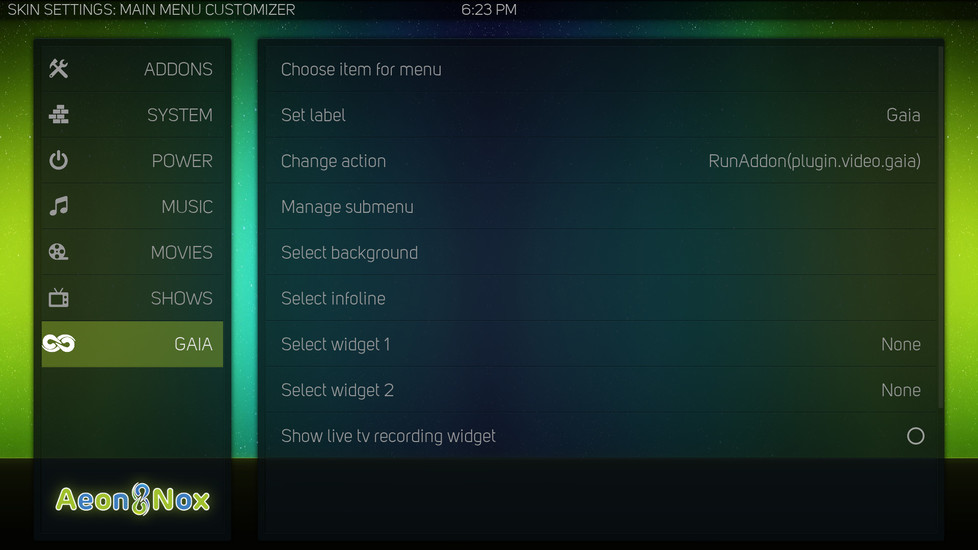 SKIN SETTINGS: MAIN MENU CUSTOMIZER
6:23 PM
ADDONS
SYSTEM
POWER
MUSIC
MOVIES
SHOWS
GAIA
Choose item for menu
Set label Gaia
Change action RunAddon(plugin.video.gaia)
Manage submenu
Select background
Select infoline
Select widget 1 None
Select widget 2 None
Show live tv recording widget
Aeon Nox